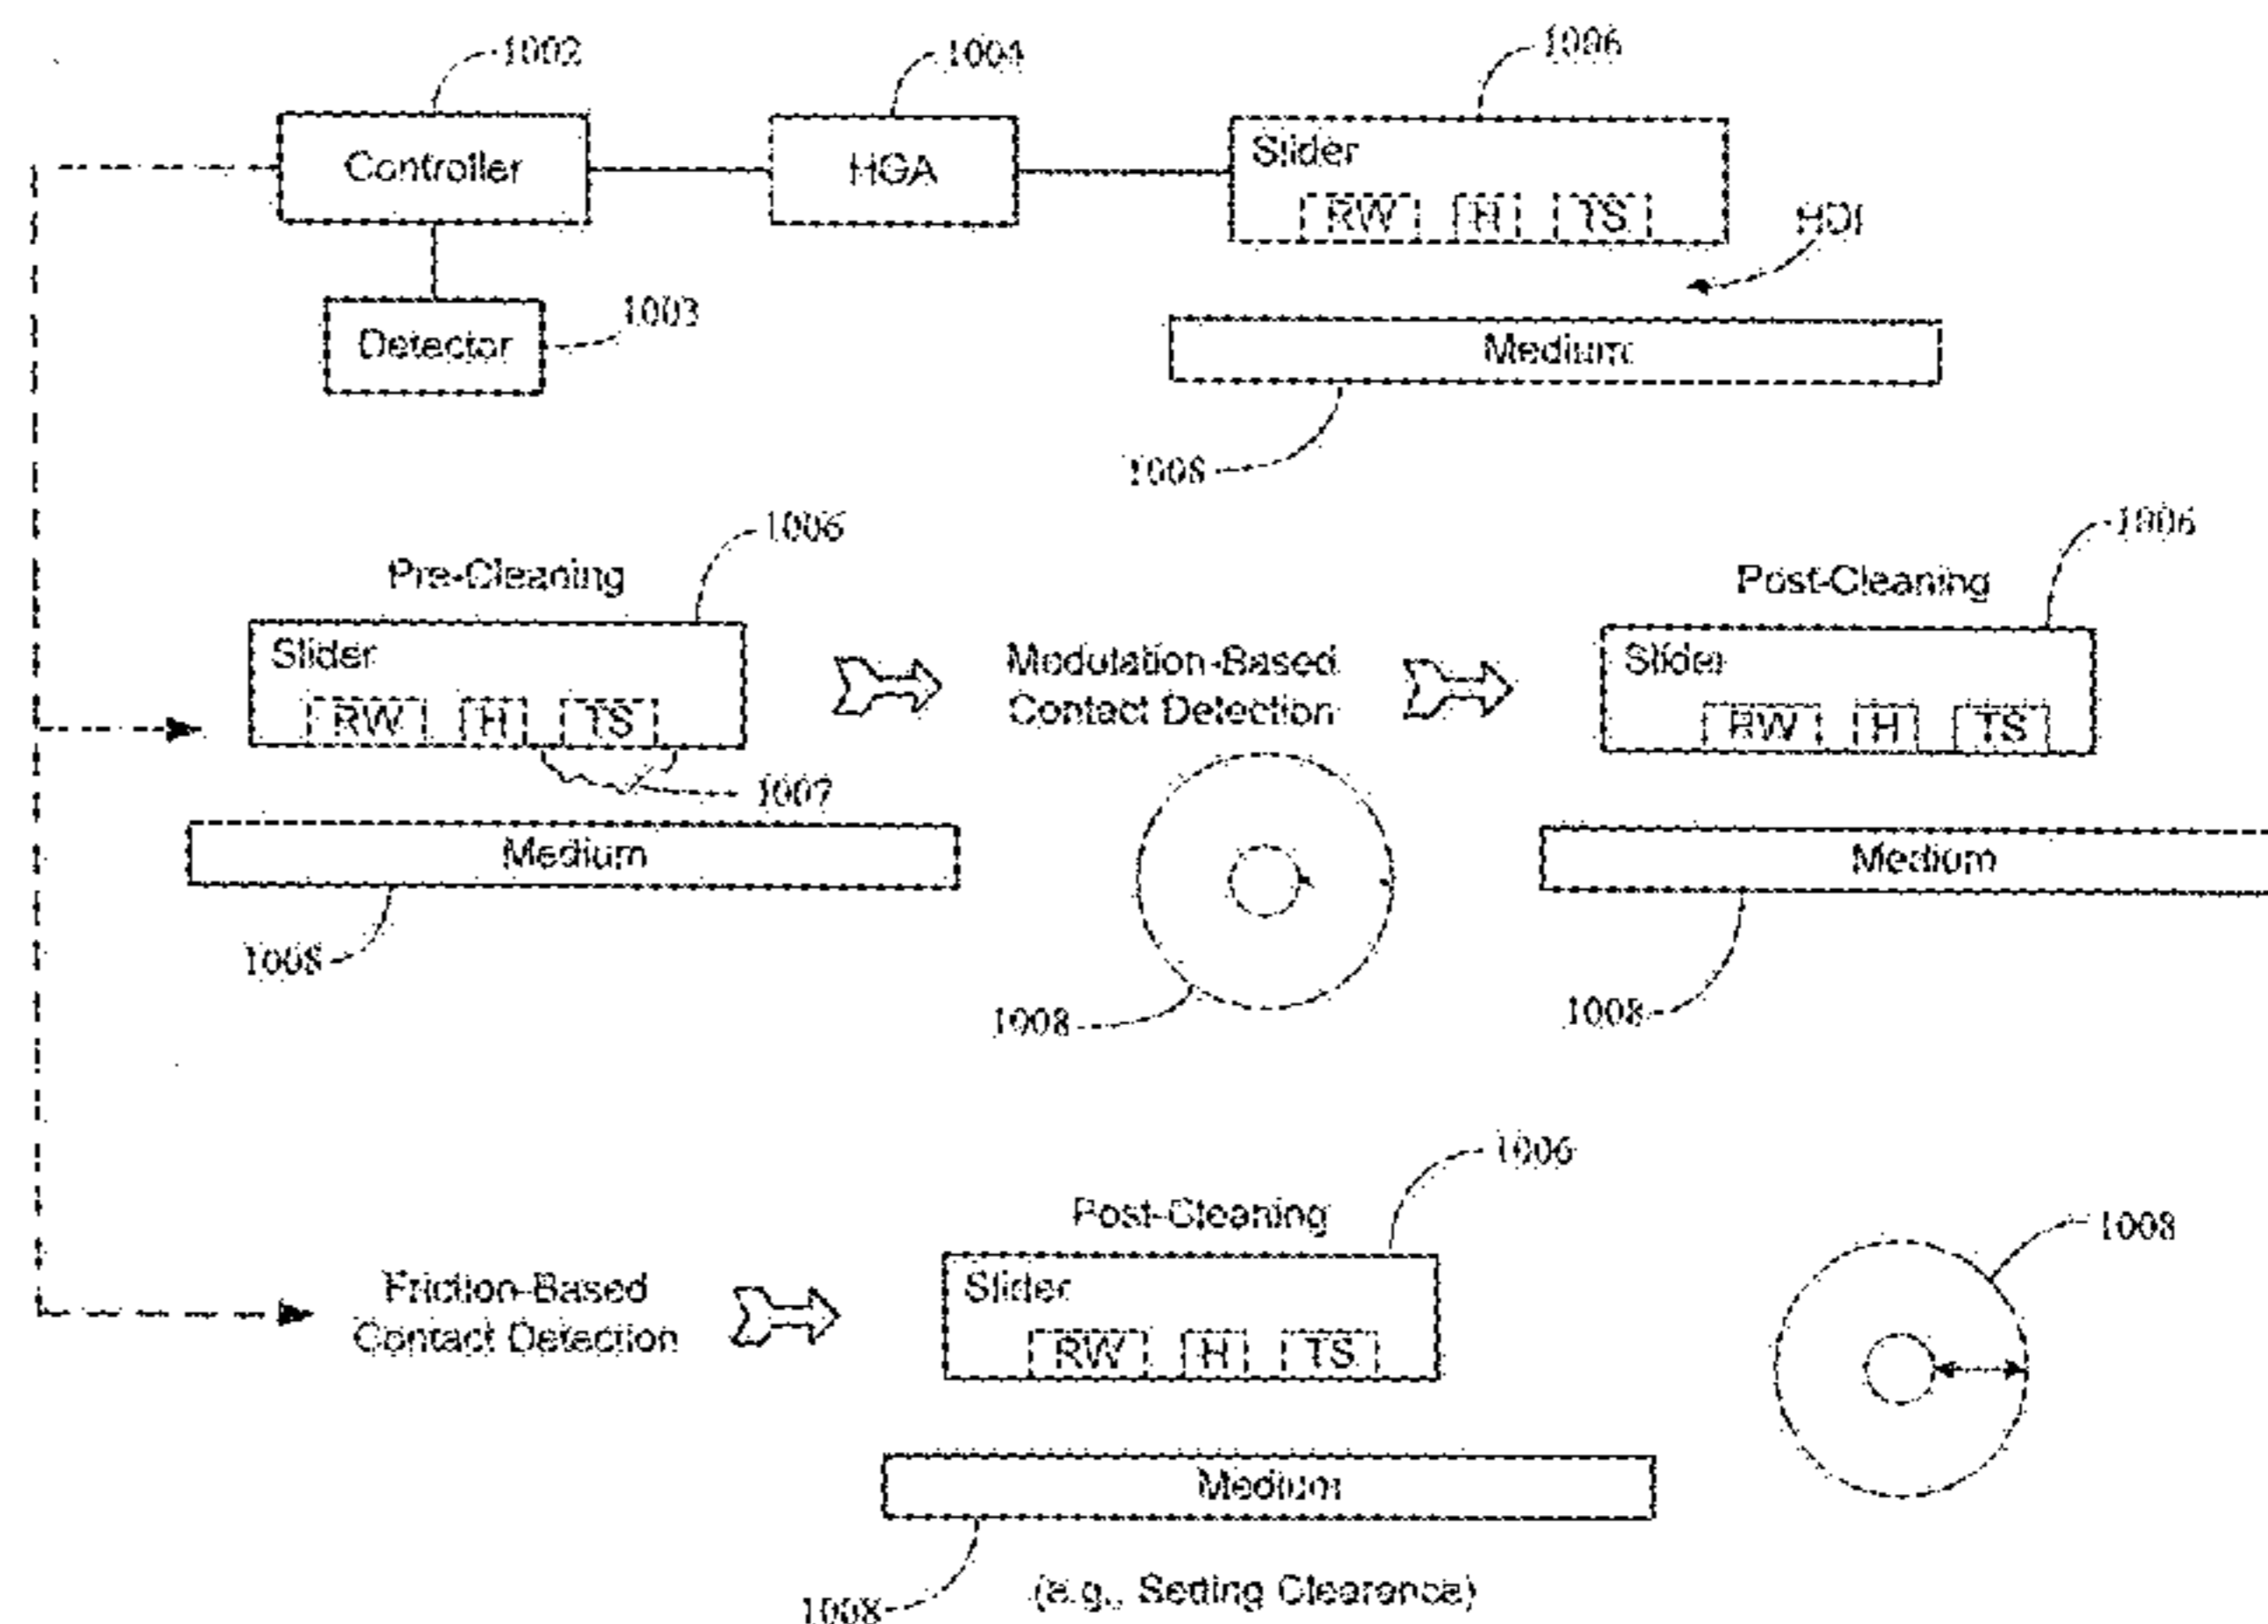 1002
1004
1006
Controller
HGA
Slider
RW H TS
HDI
1003
Detector
Medium
1008
1006
1006
Pre-Cleaning
Post-Cleaning
Slider
Modulation-Based
Contact Detection
Slider
RW H TS
RW H TS
1007
Medium
Medium
1008
1008
1008
1006
Post-Cleaning
1008
Friction-Based
Contact Detection
Slider
RW H TS
Medium
1008
(e.g., Setting Clearence)